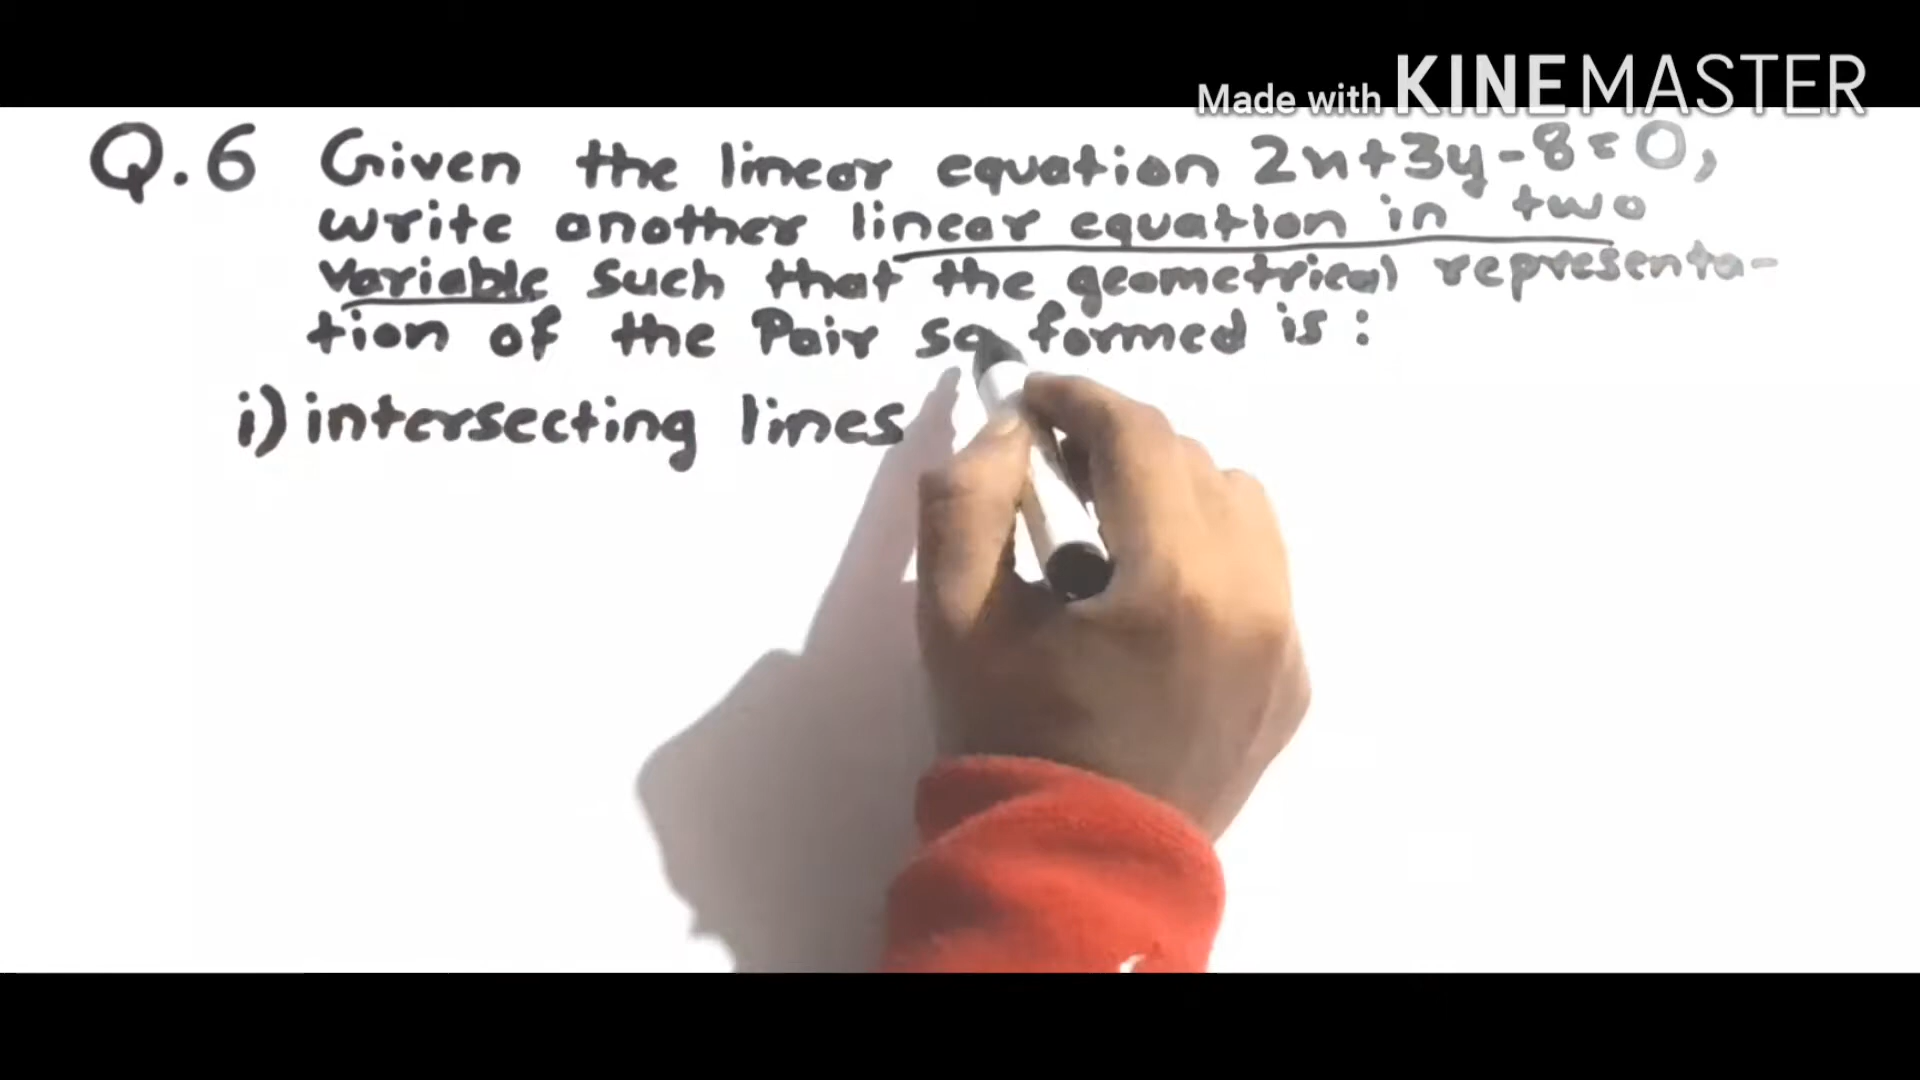 Made with KINEMASTER
Q.6 Given the linear equation 2x+3y-8=0,
write another linear equation in two
variable such that the geometrical representa-
tion of the Pair so formed is:
i) intersecting lines